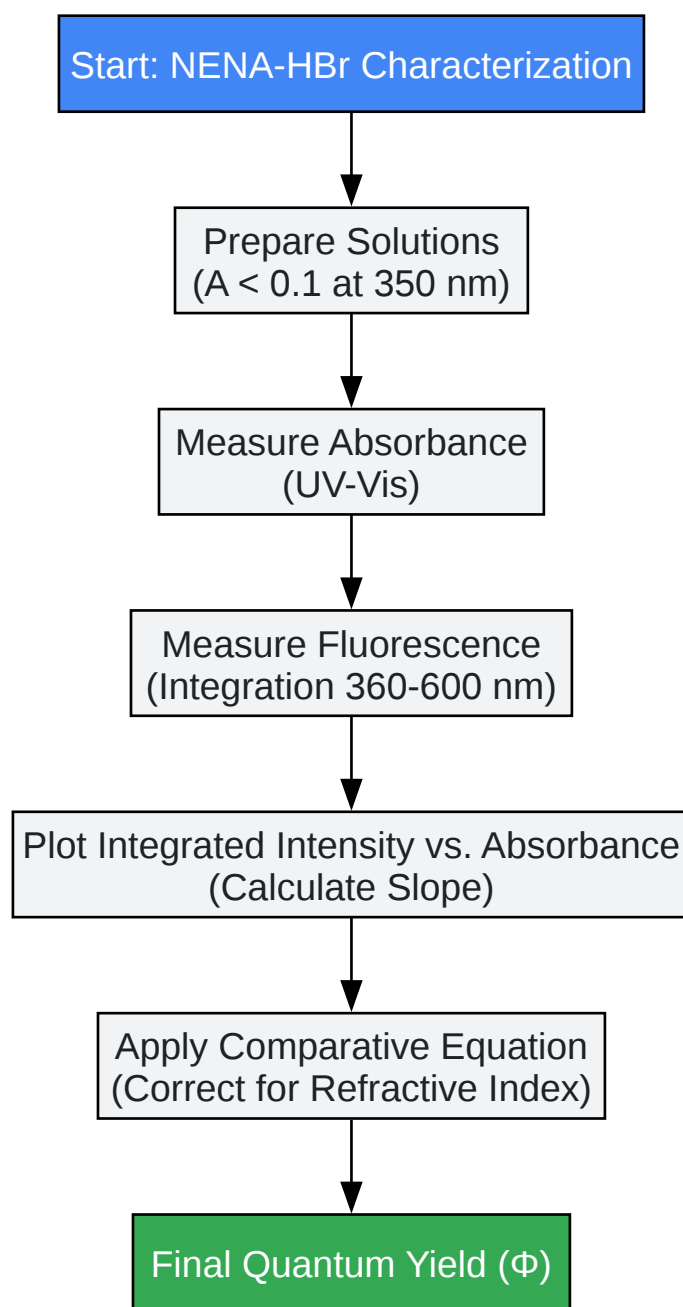 Start: NENA-HBr Characterization
Prepare Solutions
(A < 0.1 at 350 nm)
Measure Absorbance
(UV-Vis)
Measure Fluorescence
(Integration 360-600 nm)
Plot Integrated Intensity vs. Absorbance
(Calculate Slope)
Apply Comparative Equation
(Correct for Refractive Index)
Final Quantum Yield (Φ)